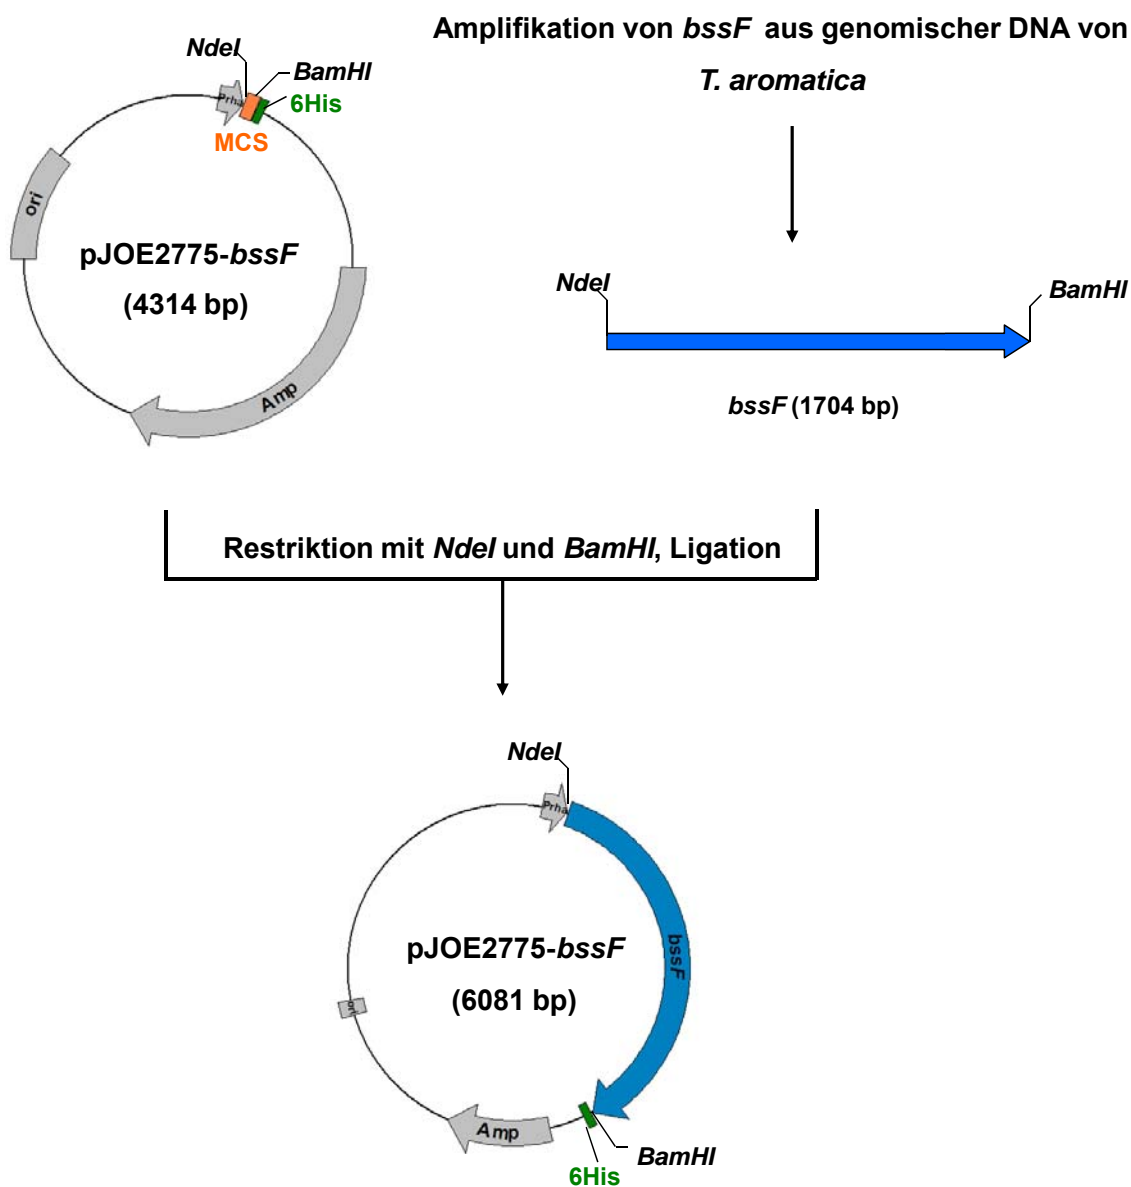 Amplifikation von bssF aus genomischer DNA von
T. aromatica
NdeI
BamHI
Prha
6His
MCS
ori
pJOE2775-bssF
(4314 bp)
Amp
NdeI
BamHI
bssF (1704 bp)
Restriktion mit NdeI und BamHI, Ligation
NdeI
Prha
bssF
pJOE2775-bssF
(6081 bp)
ori
Amp
BamHI
6His